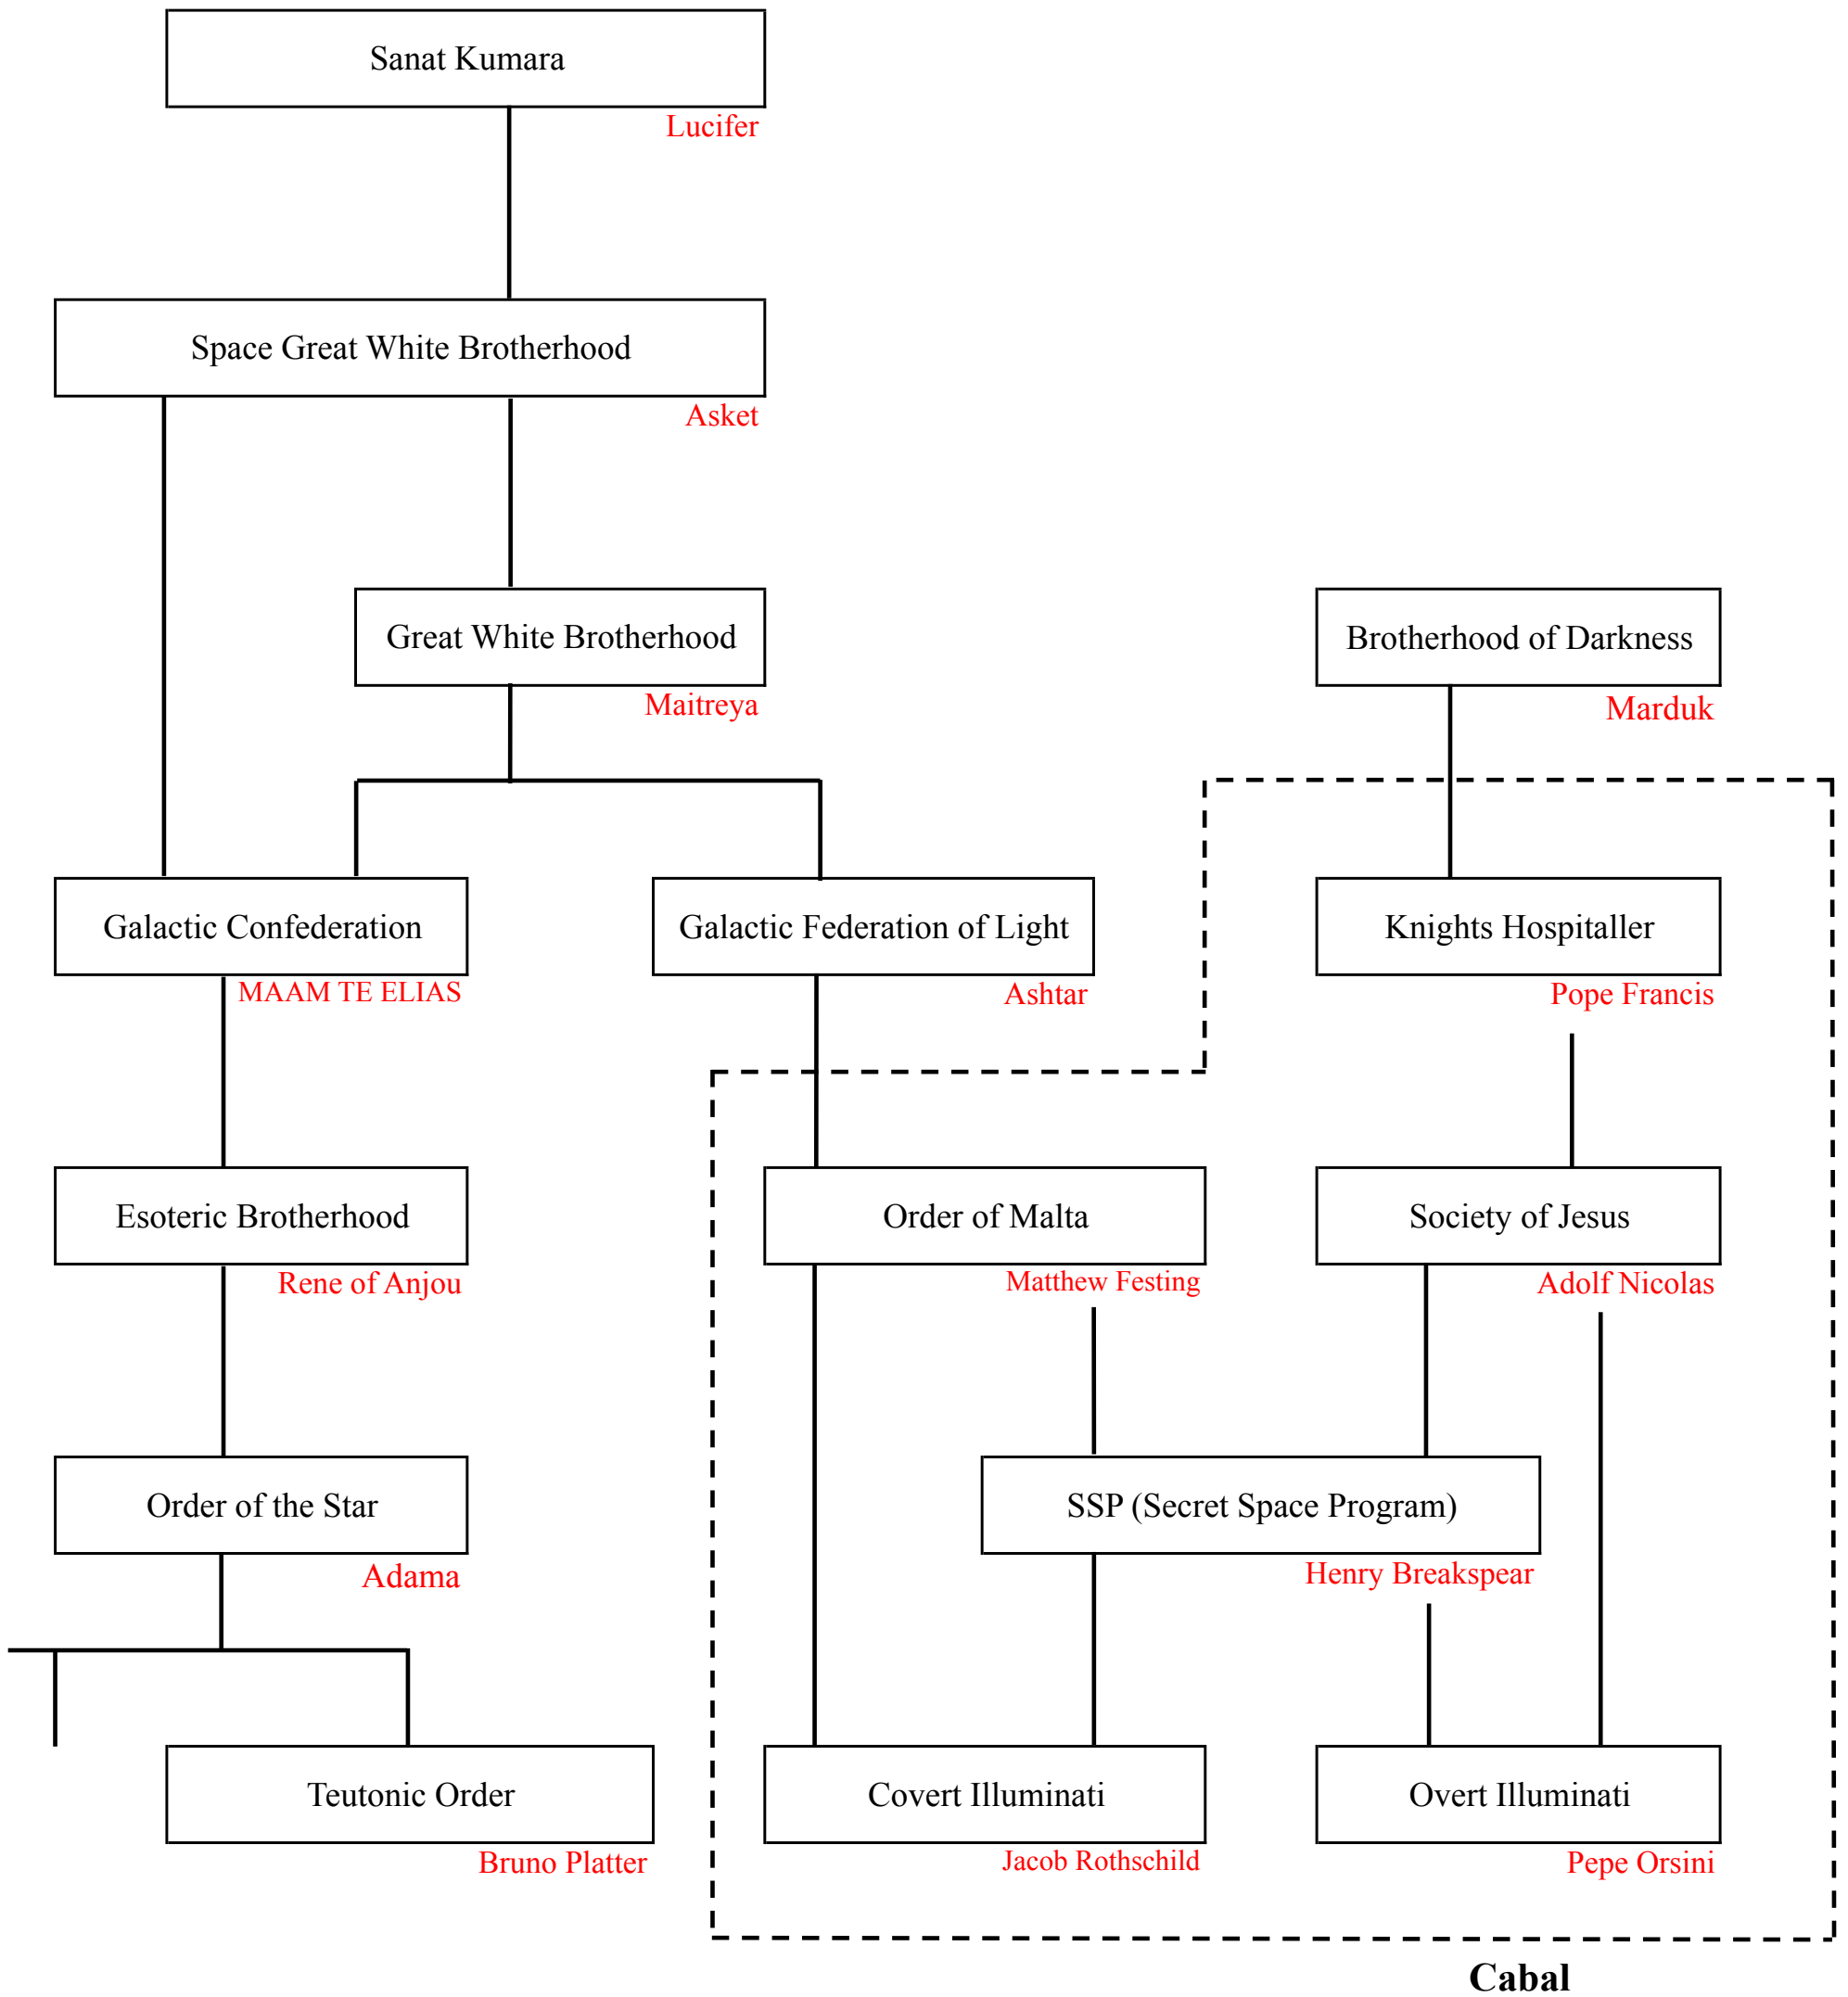 Sanat Kumara
Lucifer
Space Great White Brotherhood
Asket
Great White Brotherhood
Maitreya
Brotherhood of Darkness
Marduk
Galactic Confederation
MAAM TE ELIAS
Galactic Federation of Light
Ashtar
Knights Hospitaller
Pope Francis
Esoteric Brotherhood
Rene of Anjou
Order of Malta
Matthew Festing
Society of Jesus
Adolf Nicolas
Order of the Star
Adama
SSP (Secret Space Program)
Henry Breakspear
Teutonic Order
Bruno Platter
Covert Illuminati
Jacob Rothschild
Overt Illuminati
Pepe Orsini
Cabal